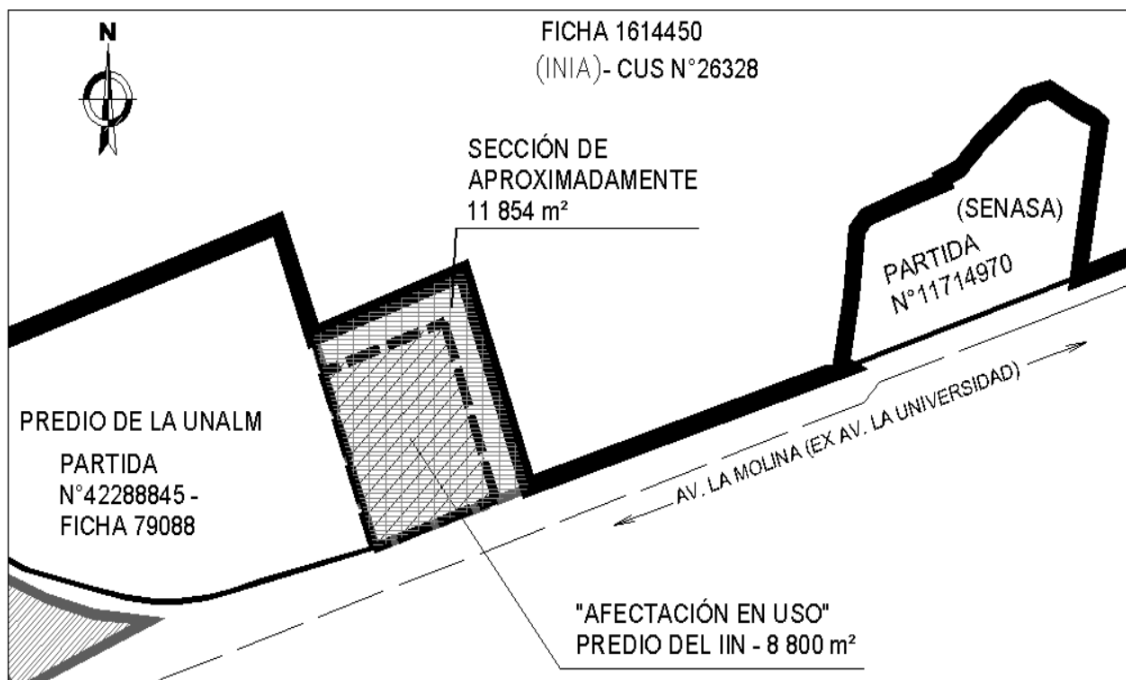 N
FICHA 1614450
(INIA)- CUS N°26328
SECCIÓN DE
APROXIMADAMENTE
11 854 m²
(SENASA)
PARTIDA
N°11714970
AV. LA MOLINA (EX AV. LA UNIVERSIDAD)
PREDIO DE LA UNALM
PARTIDA
N°42288845 -
FICHA 79088
"AFECTACIÓN EN USO"
PREDIO DEL IIN - 8 800 m²